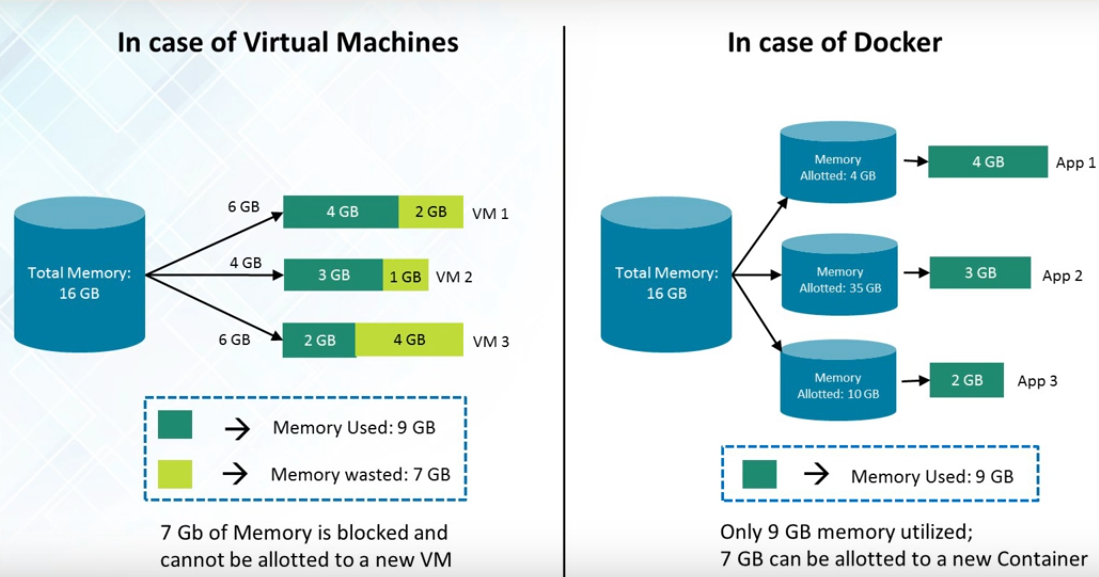 In case of Virtual Machines
Total Memory:
16 GB
6 GB
4 GB
2 GB
VM 1
4 GB
3 GB
1 GB
VM 2
6 GB
2 GB
4 GB
VM 3
Memory Used: 9 GB
Memory wasted: 7 GB
7 Gb of Memory is blocked and
cannot be allotted to a new VM
In case of Docker
Total Memory:
16 GB
Memory
Allotted: 4 GB
4 GB
App 1
Memory
Allotted: 35 GB
3 GB
App 2
Memory
Allotted: 10 GB
2 GB
App 3
Memory Used: 9 GB
Only 9 GB memory utilized;
7 GB can be allotted to a new Container